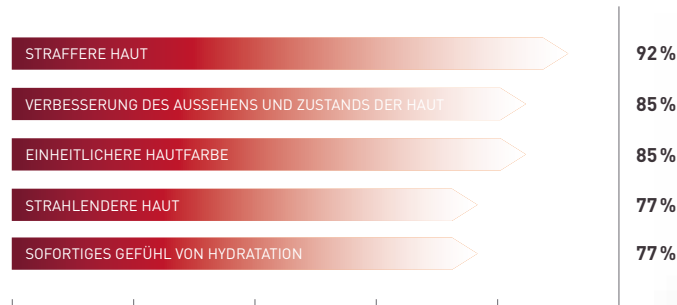 STRAFFERE HAUT 92 %
VERBESSERUNG DES AUSSEHENS UND ZUSTANDS DER HAUT 85 %
EINHEITLICHERE HAUTFARBE 85 %
STRAHLENDERE HAUT 77 %
SOFORTIGES GEFÜHL VON HYDRATATION 77 %